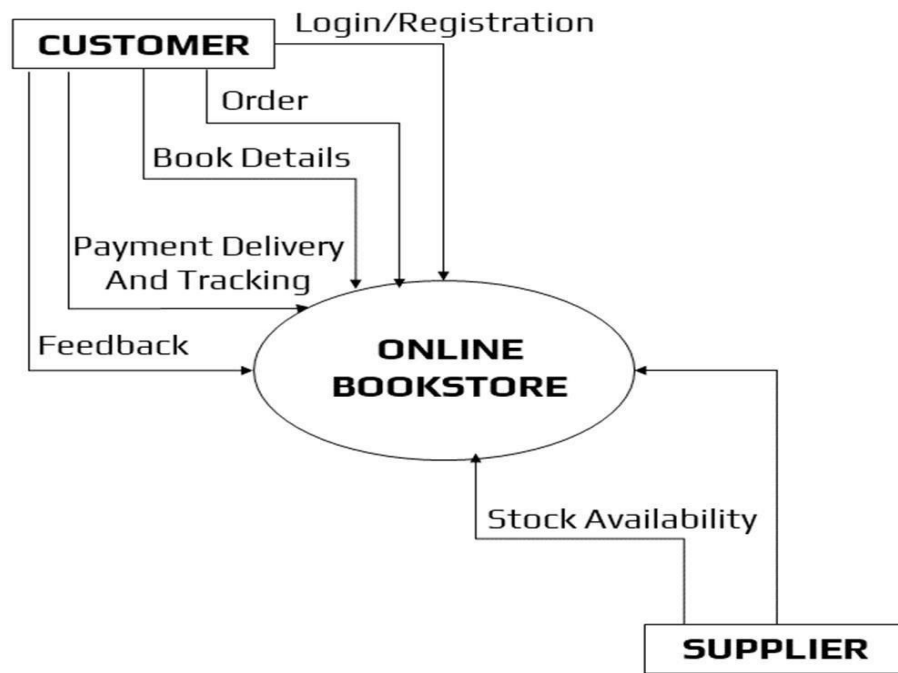 Login/Registration
CUSTOMER
Order
Book Details
Payment Delivery
And Tracking
Feedback
ONLINE
BOOKSTORE
Stock Availability
SUPPLIER